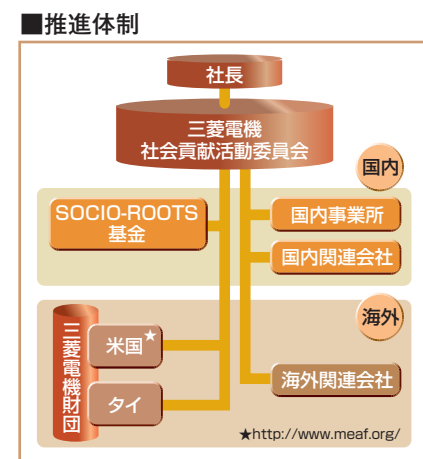 ■推進体制
社長
三菱電機
社会貢献活動委員会
国内
SOCIO-ROOTS
基金
国内事業所
国内関連会社
海外
三菱電機財団
米国★
タイ
海外関連会社
★http://www.meaf.org/